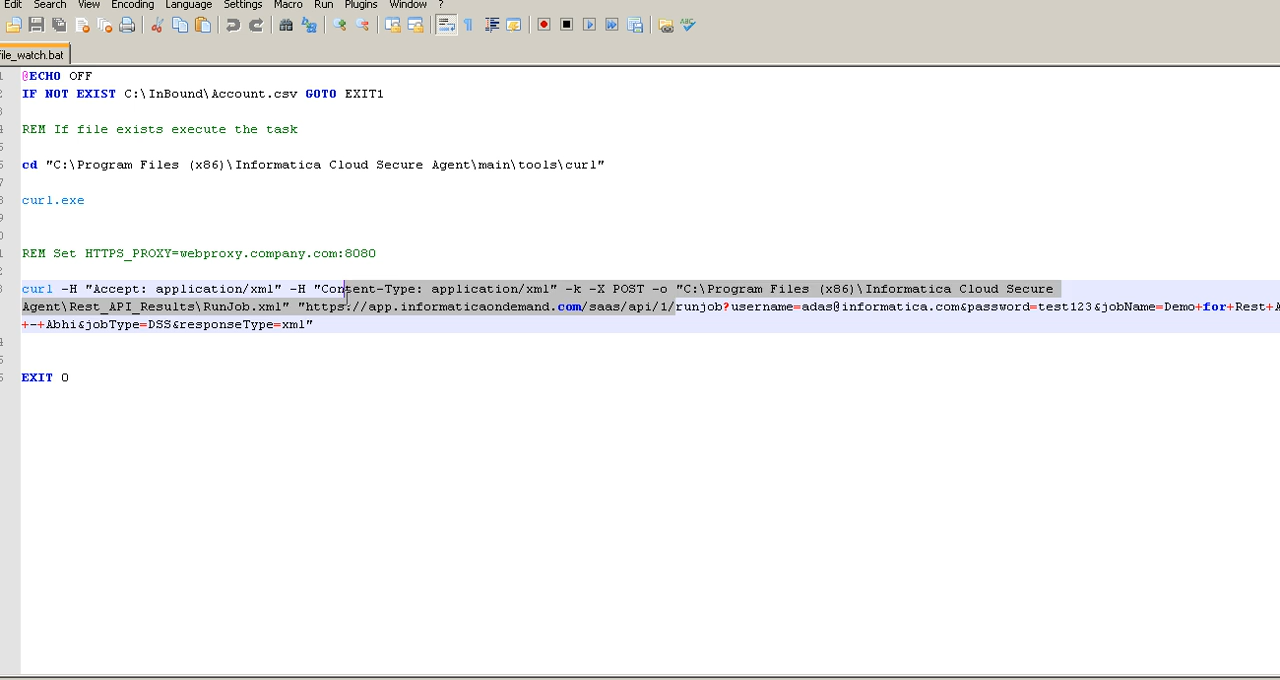 Edit Search View Encoding Language Settings Macro Run Plugins Window ?
file_watch.bat
@ECHO OFF
IF NOT EXIST C:\InBound\Account.csv GOTO EXIT1
REM If file exists execute the task
cd "C:\Program Files (x86)\Informatica Cloud Secure Agent\main\tools\curl"
curl.exe
REM Set HTTPS_PROXY=webproxy.company.com:8080
curl -H "Accept: application/xml" -H "Content-Type: application/xml" -k -X POST -o "C:\Program Files (x86)\Informatica Cloud Secure
Agent\Rest_API_Results\RunJob.xml" "https://app.informaticaondemand.com/saas/api/1/runjob?username=adas@informatica.com&password=test123&jobName=Demo+for+Rest+A
+-+Abhi&jobType=DSS&responseType=xml"
EXIT 0